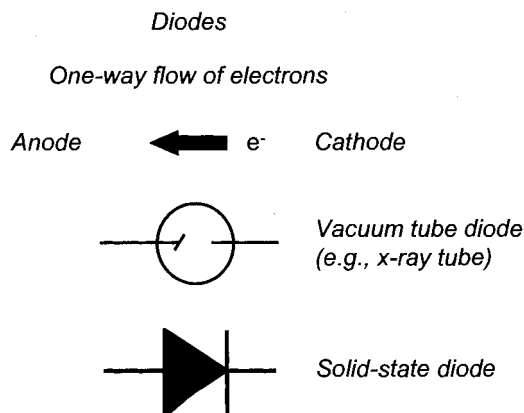 Diodes
One-way flow of electrons
Anode e- Cathode
Vacuum tube diode
(e.g., x-ray tube)
Solid-state diode